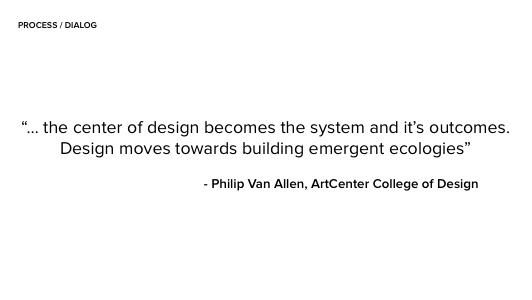 PROCESS / DIALOG
“... the center of design becomes the system and it’s outcomes.
Design moves towards building emergent ecologies”
- Philip Van Allen, ArtCenter College of Design